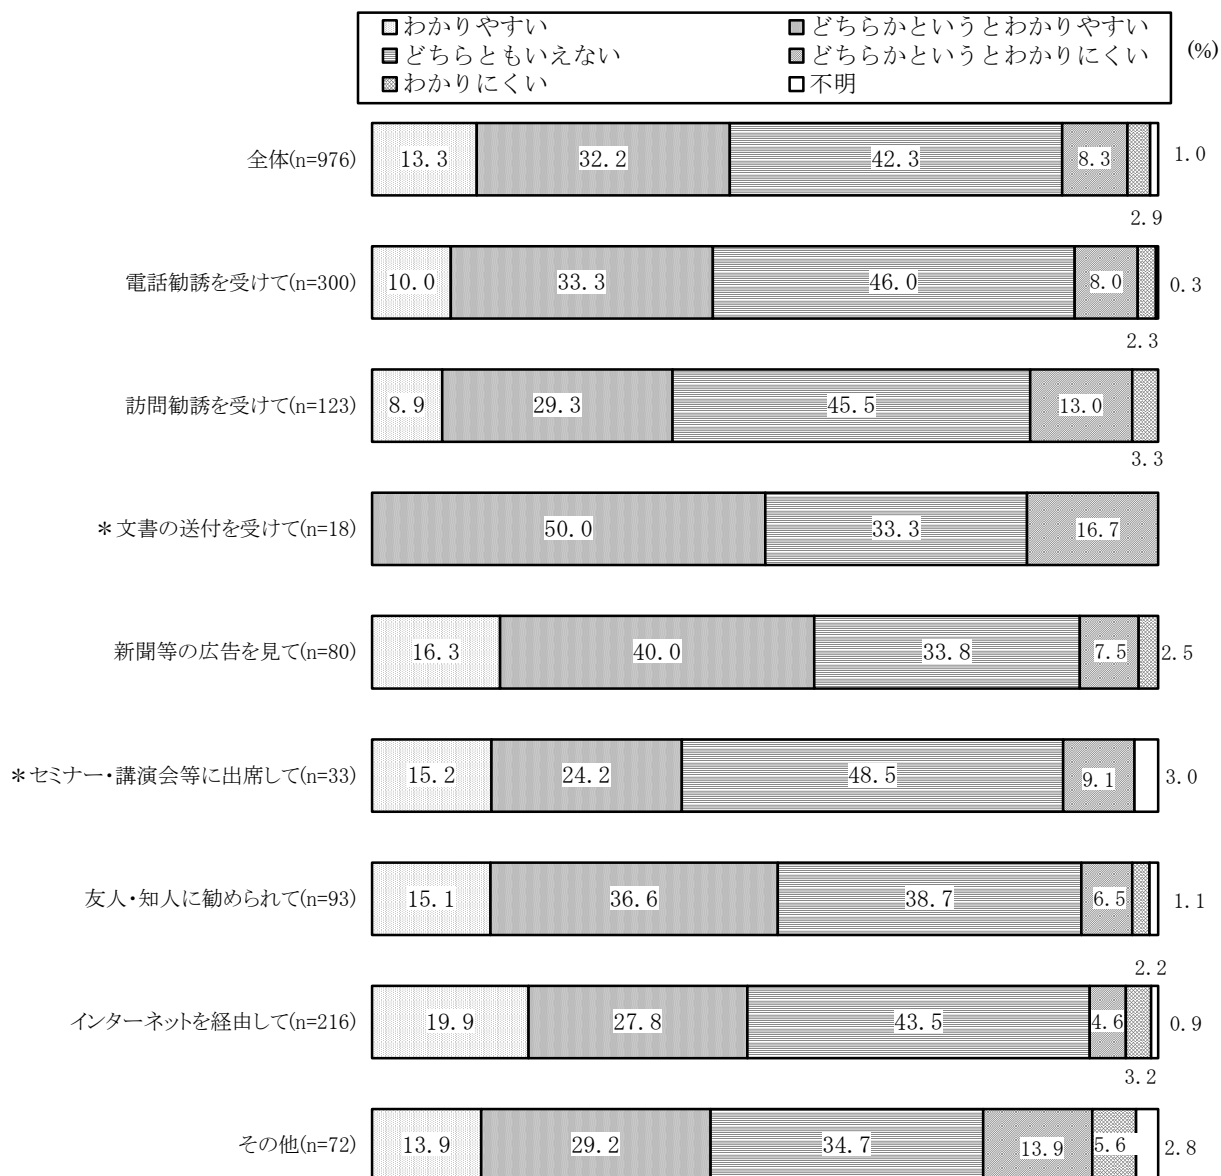 わかりやすい どちらかというとわかりやすい
どちらともいえない どちらかというとわかりにくい (%)
わかりにくい 不明
全体(n=976) 13.3 32.2 42.3 8.3 1.0
2.9
電話勧誘を受けて(n=300) 10.0 33.3 46.0 8.0 0.3
2.3
訪問勧誘を受けて(n=123) 8.9 29.3 45.5 13.0
3.3
＊文書の送付を受けて(n=18) 50.0 33.3 16.7
新聞等の広告を見て(n=80) 16.3 40.0 33.8 7.5 2.5
＊セミナー・講演会等に出席して(n=33) 15.2 24.2 48.5 9.1 3.0
友人・知人に勧められて(n=93) 15.1 36.6 38.7 6.5 1.1
2.2
インターネットを経由して(n=216) 19.9 27.8 43.5 4.6 0.9
3.2
その他(n=72) 13.9 29.2 34.7 13.9 5.6 2.8